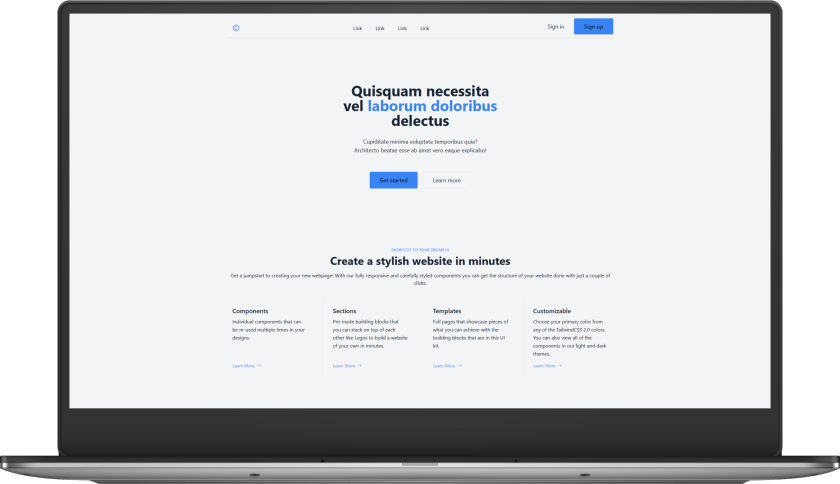 ©
Link Link Link Link
Sign in Sign up
Quisquam necessita
vel laborum doloribus
delectus
Cupiditate minima voluptate temporibus quia?
Architecto beatae esse ab amet vero eaque explicabo!
Get started Learn more
SHORTCUT TO YOUR DREAM UI
Create a stylish website in minutes
Get a jumpstart to creating your new webpage! With our fully responsive and carefully styled components you can get the structure of your website done with just a couple of
clicks.
Components
Individual components that can
be re-used multiple times in your
designs.
Learn More →
Sections
Pre-made building blocks that
you can stack on top of each
other like Legos to build a website
of your own in minutes.
Learn More →
Templates
Full pages that showcase pieces of
what you can achieve with the
building blocks that are in this UI
kit.
Learn More →
Customizable
Choose your primary color from
any of the TailwindCSS 2.0 colors.
You can also view all of the
components in our light and dark
themes.
Learn More →